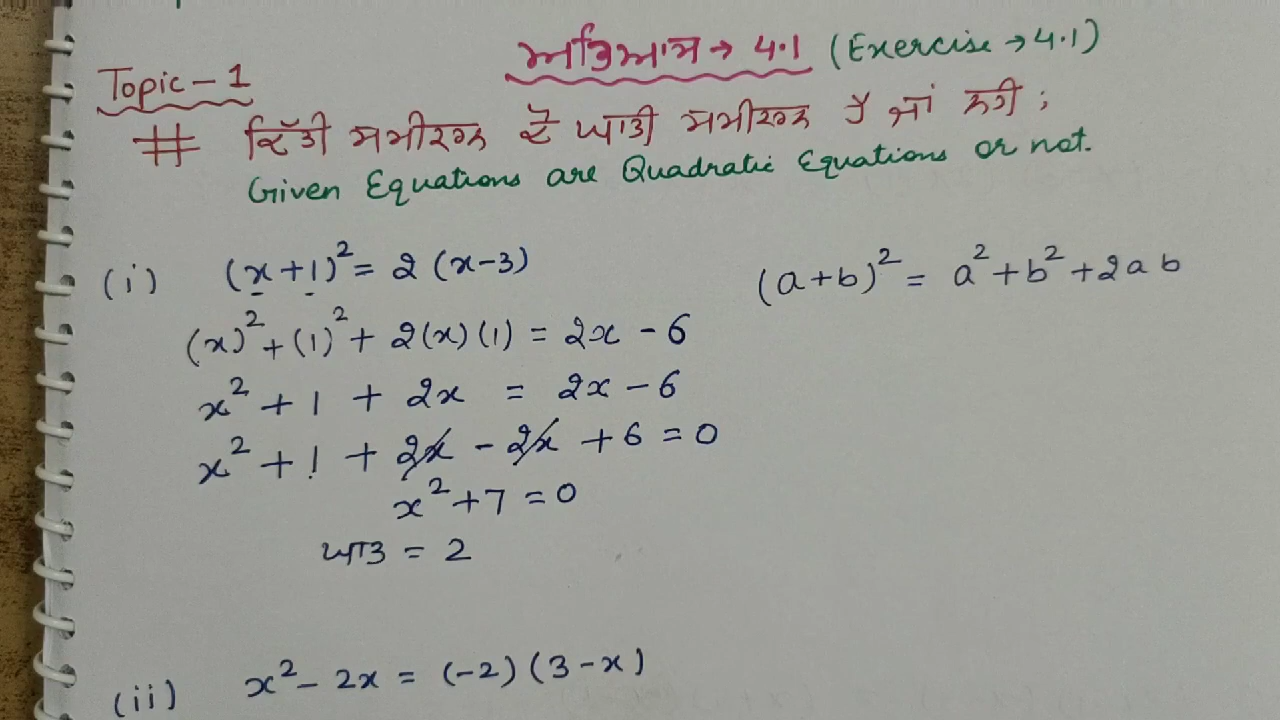 ਅਭਿਆਸ → 4.1 (Exercise → 4.1)
Topic - 1
# ਦਿੱਤੀ ਸਮੀਕਰਨ ਦੋ ਘਾਤੀ ਸਮੀਕਰਨ ਹੈ ਜਾਂ ਨਹੀਂ ;
Given Equations are Quadratic Equations or not.
(i) (x+1)² = 2 (x-3) (a+b)² = a² + b² + 2ab
(x)² + (1)² + 2(x)(1) = 2x - 6
x² + 1 + 2x = 2x - 6
x² + 1 + 2x - 2x + 6 = 0
x² + 7 = 0
ਘਾਤ = 2
(ii) x² - 2x = (-2) (3 - x)